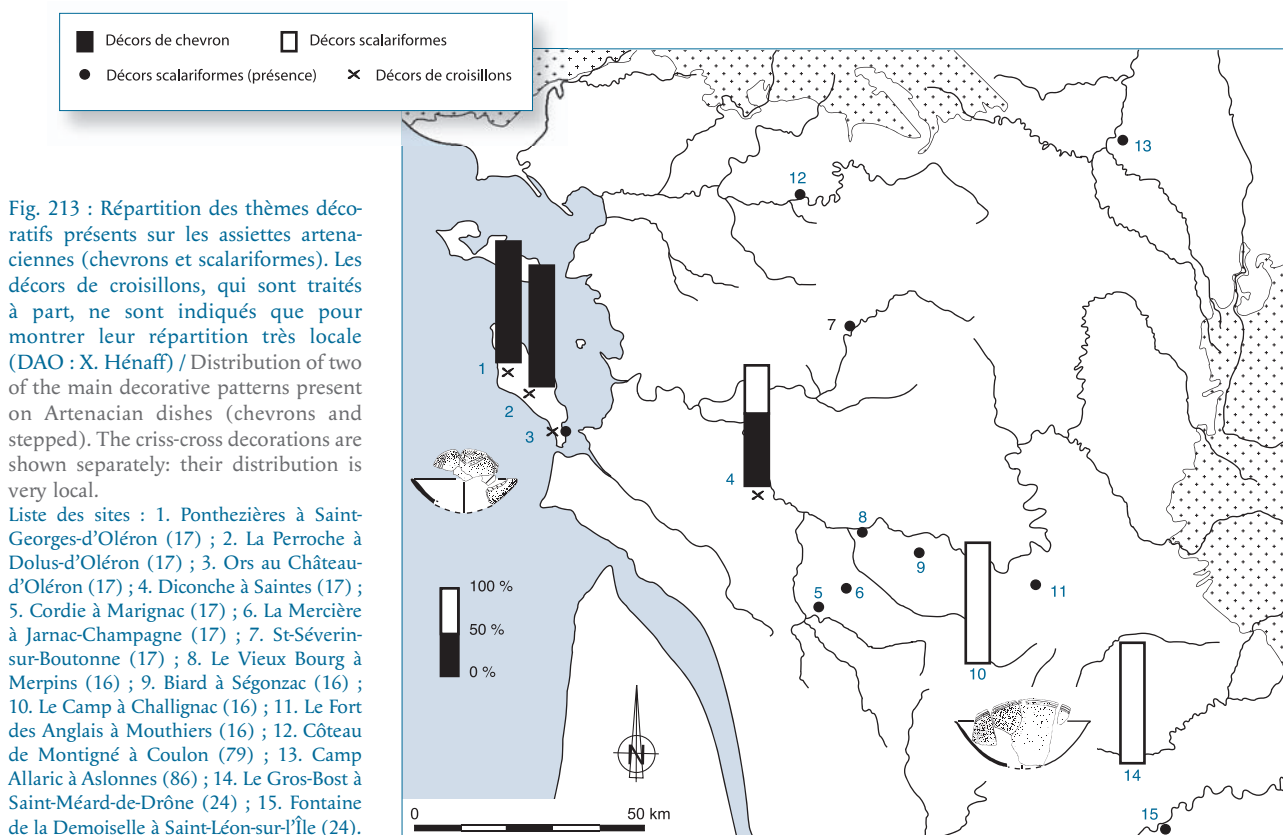 Décors de chevron
Décors scalariformes
Décors scalariformes (présence)
Décors de croisillons
Fig. 213 : Répartition des thèmes déco-
ratifs présents sur les assiettes artena-
ciennes (chevrons et scalariformes). Les
décors de croisillons, qui sont traités
à part, ne sont indiqués que pour
montrer leur répartition très locale
(DAO : X. Hénaff) / Distribution of two
of the main decorative patterns present
on Artenacian dishes (chevrons and
stepped). The criss-cross decorations are
shown separately: their distribution is
very local.
Liste des sites : 1. Ponthezières à Saint-
Georges-d'Oléron (17) ; 2. La Perroche à
Dolus-d'Oléron (17) ; 3. Ors au Château-
d'Oléron (17) ; 4. Diconche à Saintes (17) ;
5. Cordie à Marignac (17) ; 6. La Mercière
à Jarnac-Champagne (17) ; 7. St-Séverin-
sur-Boutonne (17) ; 8. Le Vieux Bourg à
Merpins (16) ; 9. Biard à Ségonzac (16) ;
10. Le Camp à Challignac (16) ; 11. Le Fort
des Anglais à Mouthiers (16) ; 12. Côteau
de Montigné à Coulon (79) ; 13. Camp
Allaric à Aslonnes (86) ; 14. Le Gros-Bost à
Saint-Méard-de-Drône (24) ; 15. Fontaine
de la Demoiselle à Saint-Léon-sur-l'Île (24).
13
12
7
1
2
3
4
8
9
5
6
11
10
14
15
100 %
50 %
0 %
N
0
50 km